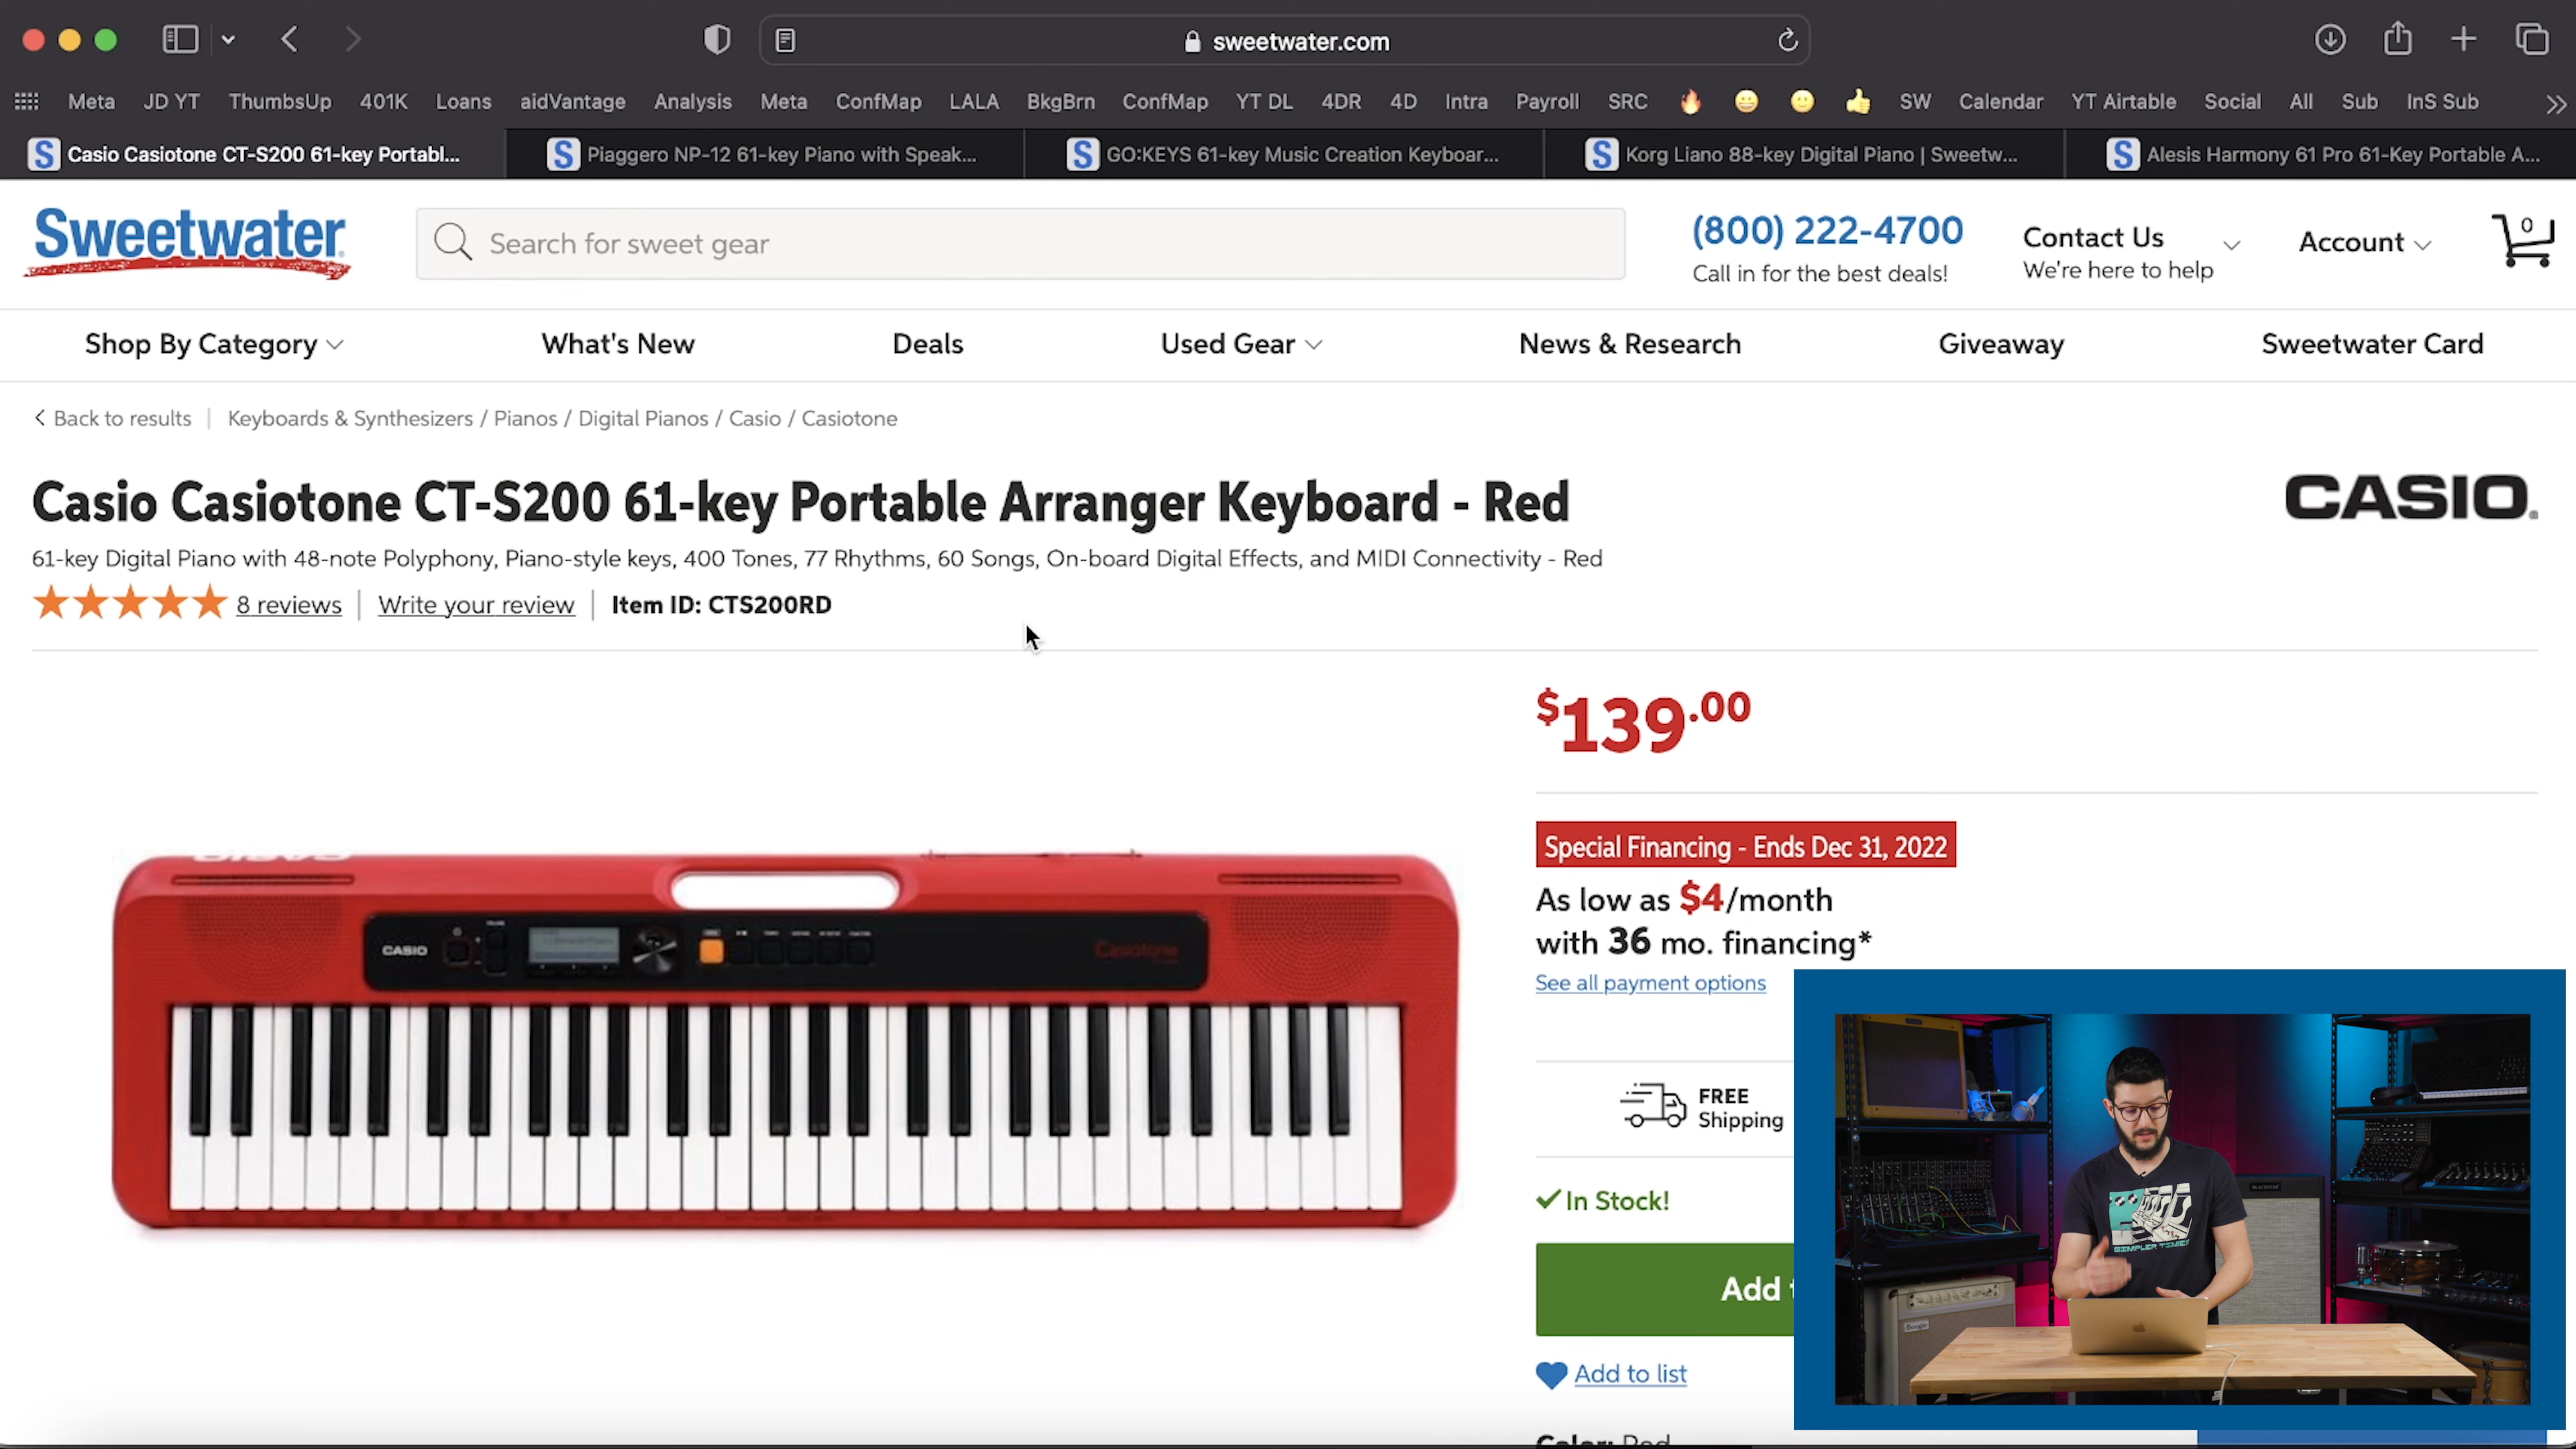 sweetwater.com
Meta JD YT ThumbsUp 401K Loans aidVantage Analysis Meta ConfMap LALA BkgBrn ConfMap YT DL 4DR 4D Intra Payroll SRC 🔥 😀 🙂 👍 SW Calendar YT Airtable Social All Sub InS Sub
Casio Casiotone CT-S200 61-key Portabl...
Piaggero NP-12 61-key Piano with Speak...
GO:KEYS 61-key Music Creation Keyboar...
Korg Liano 88-key Digital Piano | Sweetw...
Alesis Harmony 61 Pro 61-Key Portable A...
Sweetwater
Search for sweet gear
(800) 222-4700
Call in for the best deals!
Contact Us
We're here to help
Account
0
Shop By Category What's New Deals Used Gear News & Research Giveaway Sweetwater Card
Back to results | Keyboards & Synthesizers / Pianos / Digital Pianos / Casio / Casiotone
Casio Casiotone CT-S200 61-key Portable Arranger Keyboard - Red
CASIO
61-key Digital Piano with 48-note Polyphony, Piano-style keys, 400 Tones, 77 Rhythms, 60 Songs, On-board Digital Effects, and MIDI Connectivity - Red
8 reviews | Write your review | Item ID: CTS200RD
$139.00
Special Financing - Ends Dec 31, 2022
As low as $4/month
with 36 mo. financing*
See all payment options
CASIO
Casiotone
FREE
Shipping
In Stock!
Add
Add to list
Color: Red
SIMPLER TIMES
BLACKSTAR
Boogie